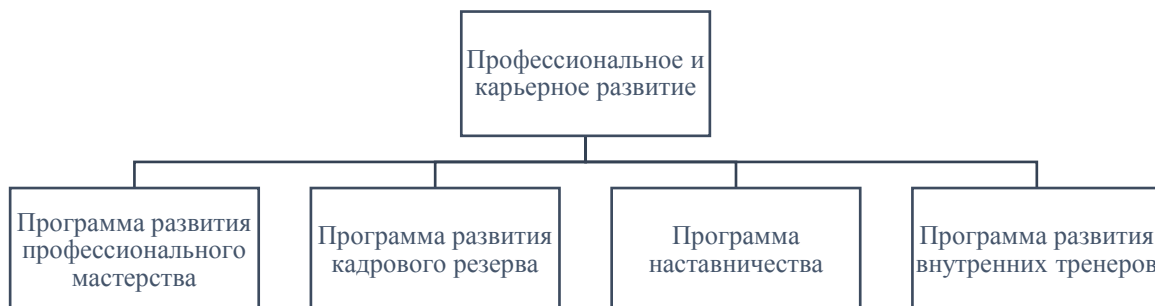 Профессиональное и
карьерное развитие
Программа развития
профессионального
мастерства
Программа развития
кадрового резерва
Программа
наставничества
Программа развития
внутренних тренеров